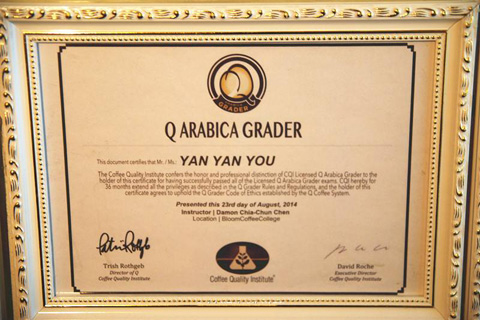 Q
GRADER
Q ARABICA GRADER
This document certifies that Mr. / Ms.: YAN YAN YOU
The Coffee Quality Institute confers the honor and professional distinction of CQI Licensed Q Arabica Grader to the
holder of this certificate for having successfully passed all of the Licensed Q Arabica Grader exams. CQI hereby for
36 months extend all the privileges as described in the Q Grader Rules and Regulations, and the holder of this
certificate agrees to uphold the Q Grader Code of Ethics established by the Q Coffee System.
Presented this 23rd day of August, 2014
Instructor | Damon Chia-Chun Chen
Location | BloomCoffeeCollege
Trish Rothgeb
Director of Q
Coffee Quality Institute
Coffee Quality Institute®
David Roche
Executive Director
Coffee Quality Institute